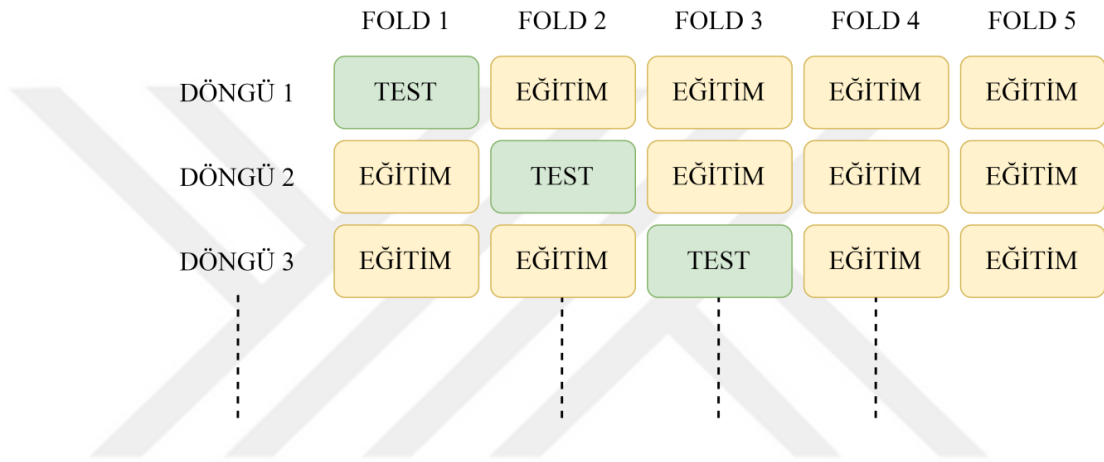 FOLD 1 FOLD 2 FOLD 3 FOLD 4 FOLD 5
DÖNGÜ 1 TEST EĞİTİM EĞİTİM EĞİTİM EĞİTİM
DÖNGÜ 2 EĞİTİM TEST EĞİTİM EĞİTİM EĞİTİM
DÖNGÜ 3 EĞİTİM EĞİTİM TEST EĞİTİM EĞİTİM